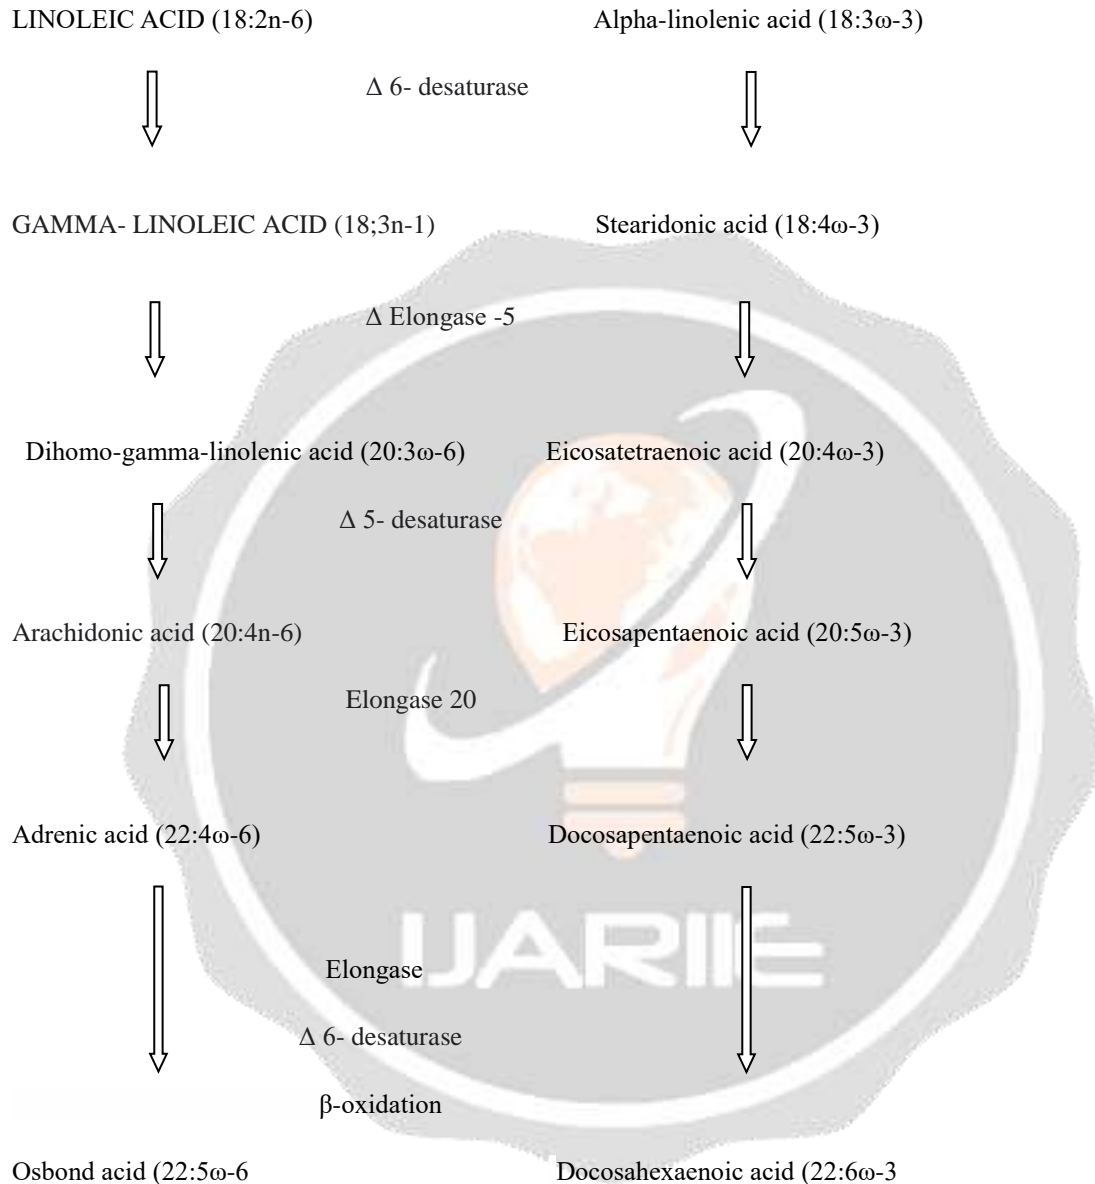 LINOLEIC ACID (18:2n-6) Alpha-linolenic acid (18:3ω-3)
Δ 6- desaturase
GAMMA- LINOLEIC ACID (18;3n-1) Stearidonic acid (18:4ω-3)
Δ Elongase -5
Dihomo-gamma-linolenic acid (20:3ω-6) Eicosatetraenoic acid (20:4ω-3)
Δ 5- desaturase
Arachidonic acid (20:4n-6) Eicosapentaenoic acid (20:5ω-3)
Elongase 20
Adrenic acid (22:4ω-6) Docosapentaenoic acid (22:5ω-3)
IJARIIE
Elongase
Δ 6- desaturase
β-oxidation
Osbond acid (22:5ω-6 Docosahexaenoic acid (22:6ω-3